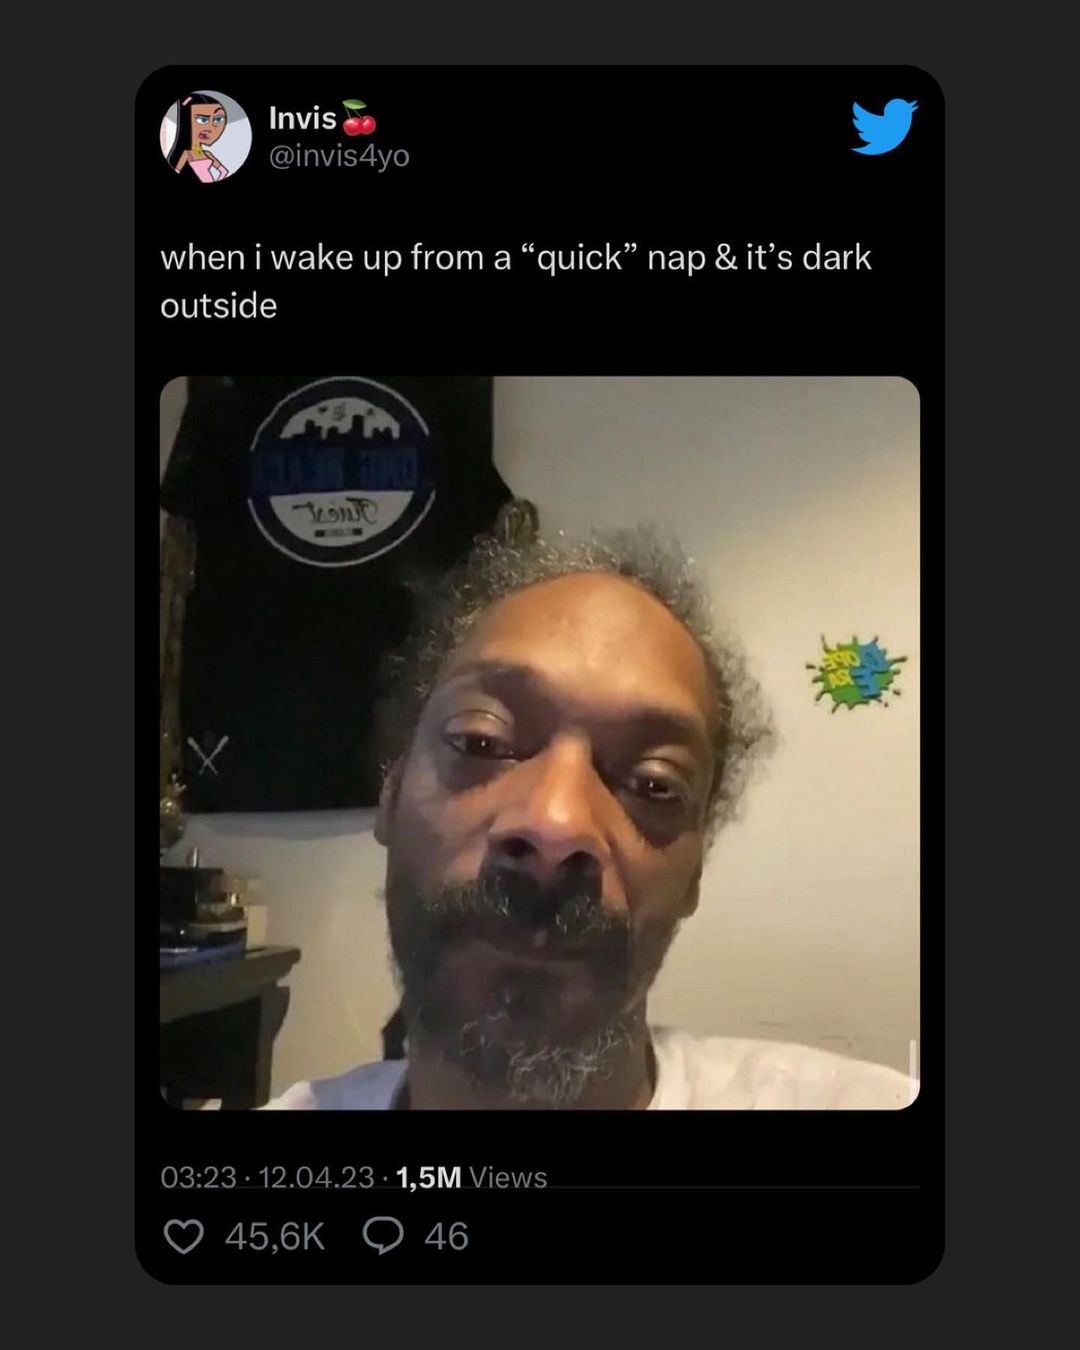 Invis🍒
@invis4yo
when i wake up from a “quick” nap & it’s dark
outside
Finest
03:23 · 12.04.23 · 1,5M Views
45,6K 46